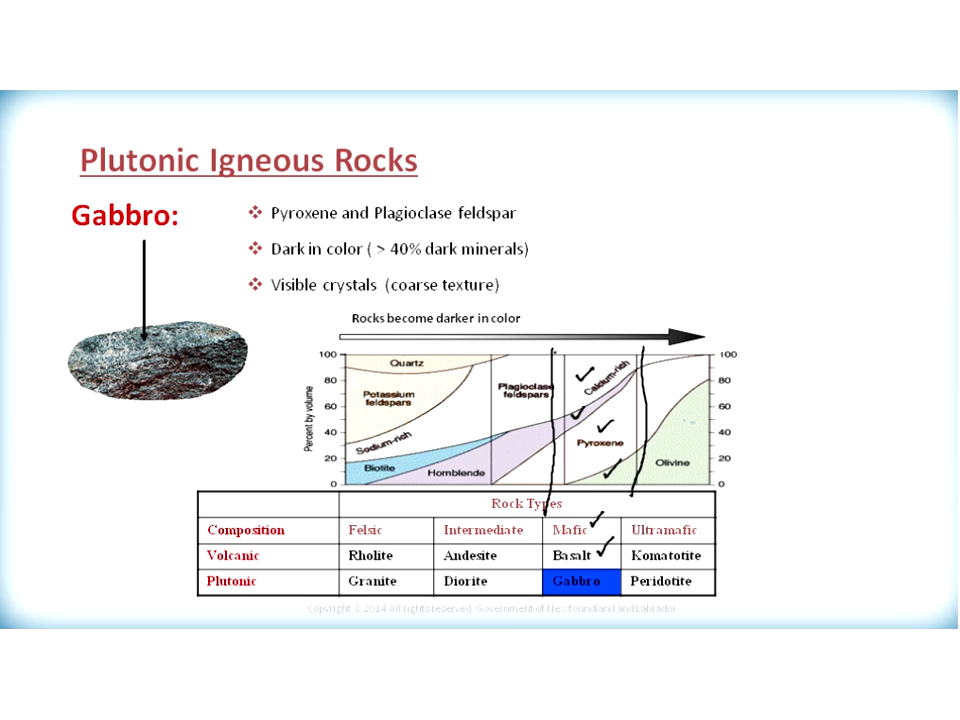 Plutonic Igneous Rocks
Gabbro:
❖ Pyroxene and Plagioclase feldspar
❖ Dark in color ( > 40% dark minerals)
❖ Visible crystals (coarse texture)
Rocks become darker in color
Percent by volume
100
80
60
40
20
0
Quartz
Potassium
feldspars
Sodium-rich
Biotite
Hornblende
Plagioclase
feldspars
Calcium-rich
Pyroxene
Olivine
100
80
60
40
20
0
Rock Types
Composition Felsic Intermediate Mafic Ultramafic
Volcanic Rholite Andesite Basalt Komatotite
Plutonic Granite Diorite Gabbro Peridotite
Copyright © 2014 All rights reserved, Government of Newfoundland and Labrador